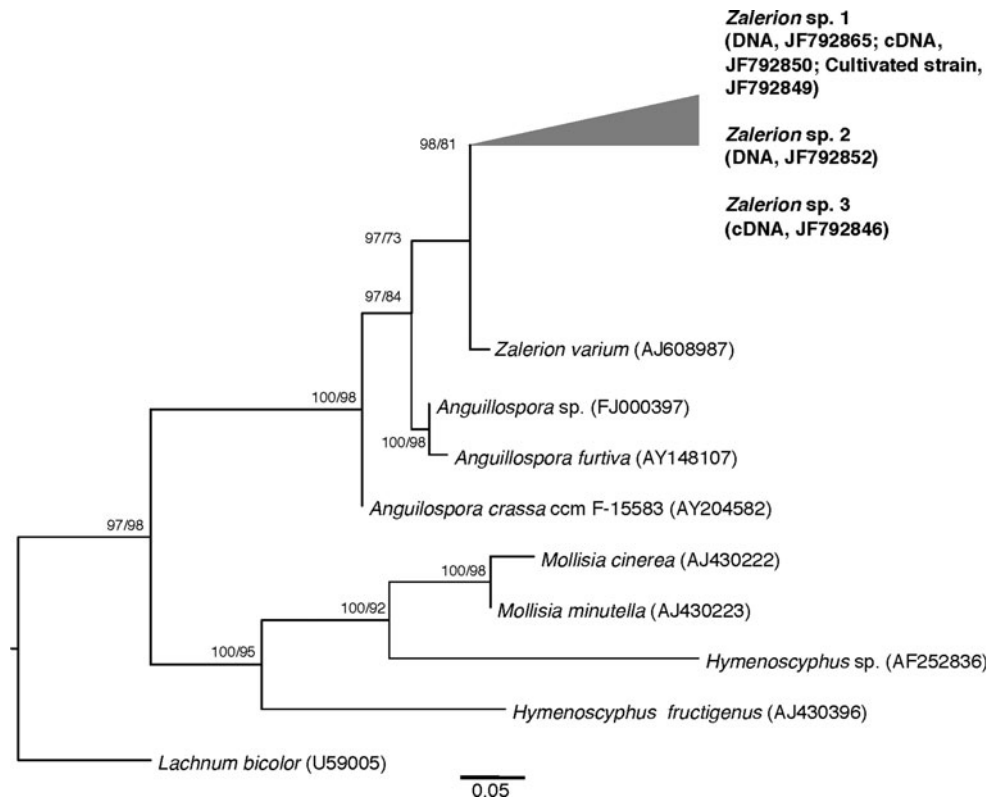 Zalerion sp. 1
(DNA, JF792865; cDNA,
JF792850; Cultivated strain,
JF792849)
98/81
Zalerion sp. 2
(DNA, JF792852)
Zalerion sp. 3
(cDNA, JF792846)
97/73
97/84
Zalerion varium (AJ608987)
100/98
Anguillospora sp. (FJ000397)
100/98
Anguillospora furtiva (AY148107)
Anguilospora crassa ccm F-15583 (AY204582)
97/98
Mollisia cinerea (AJ430222)
100/98
100/92
Mollisia minutella (AJ430223)
100/95
Hymenoscyphus sp. (AF252836)
Hymenoscyphus fructigenus (AJ430396)
Lachnum bicolor (U59005)
0.05